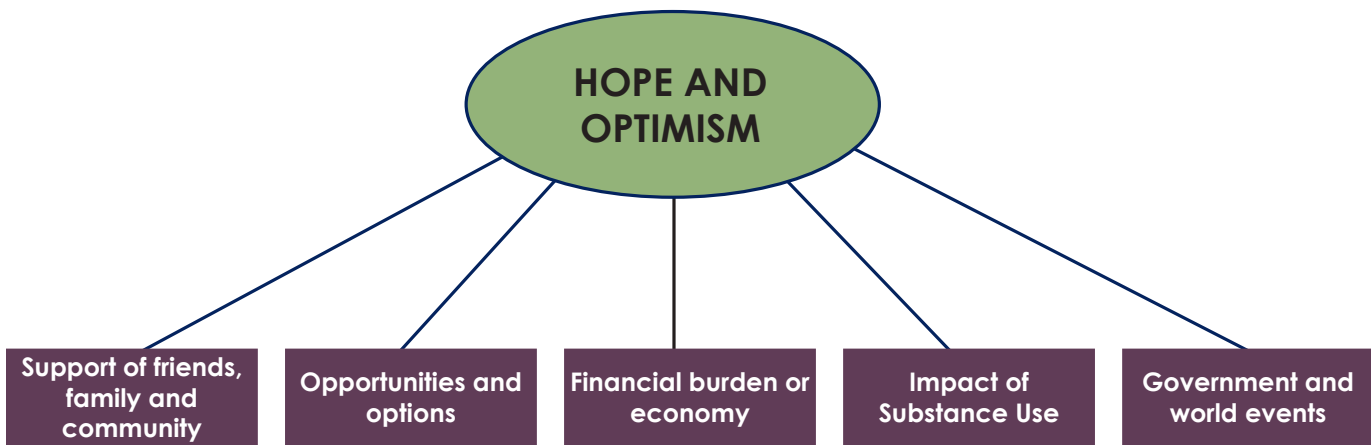 HOPE AND
OPTIMISM
Support of friends,
family and
community
Opportunities and
options
Financial burden or
economy
Impact of
Substance Use
Government and
world events